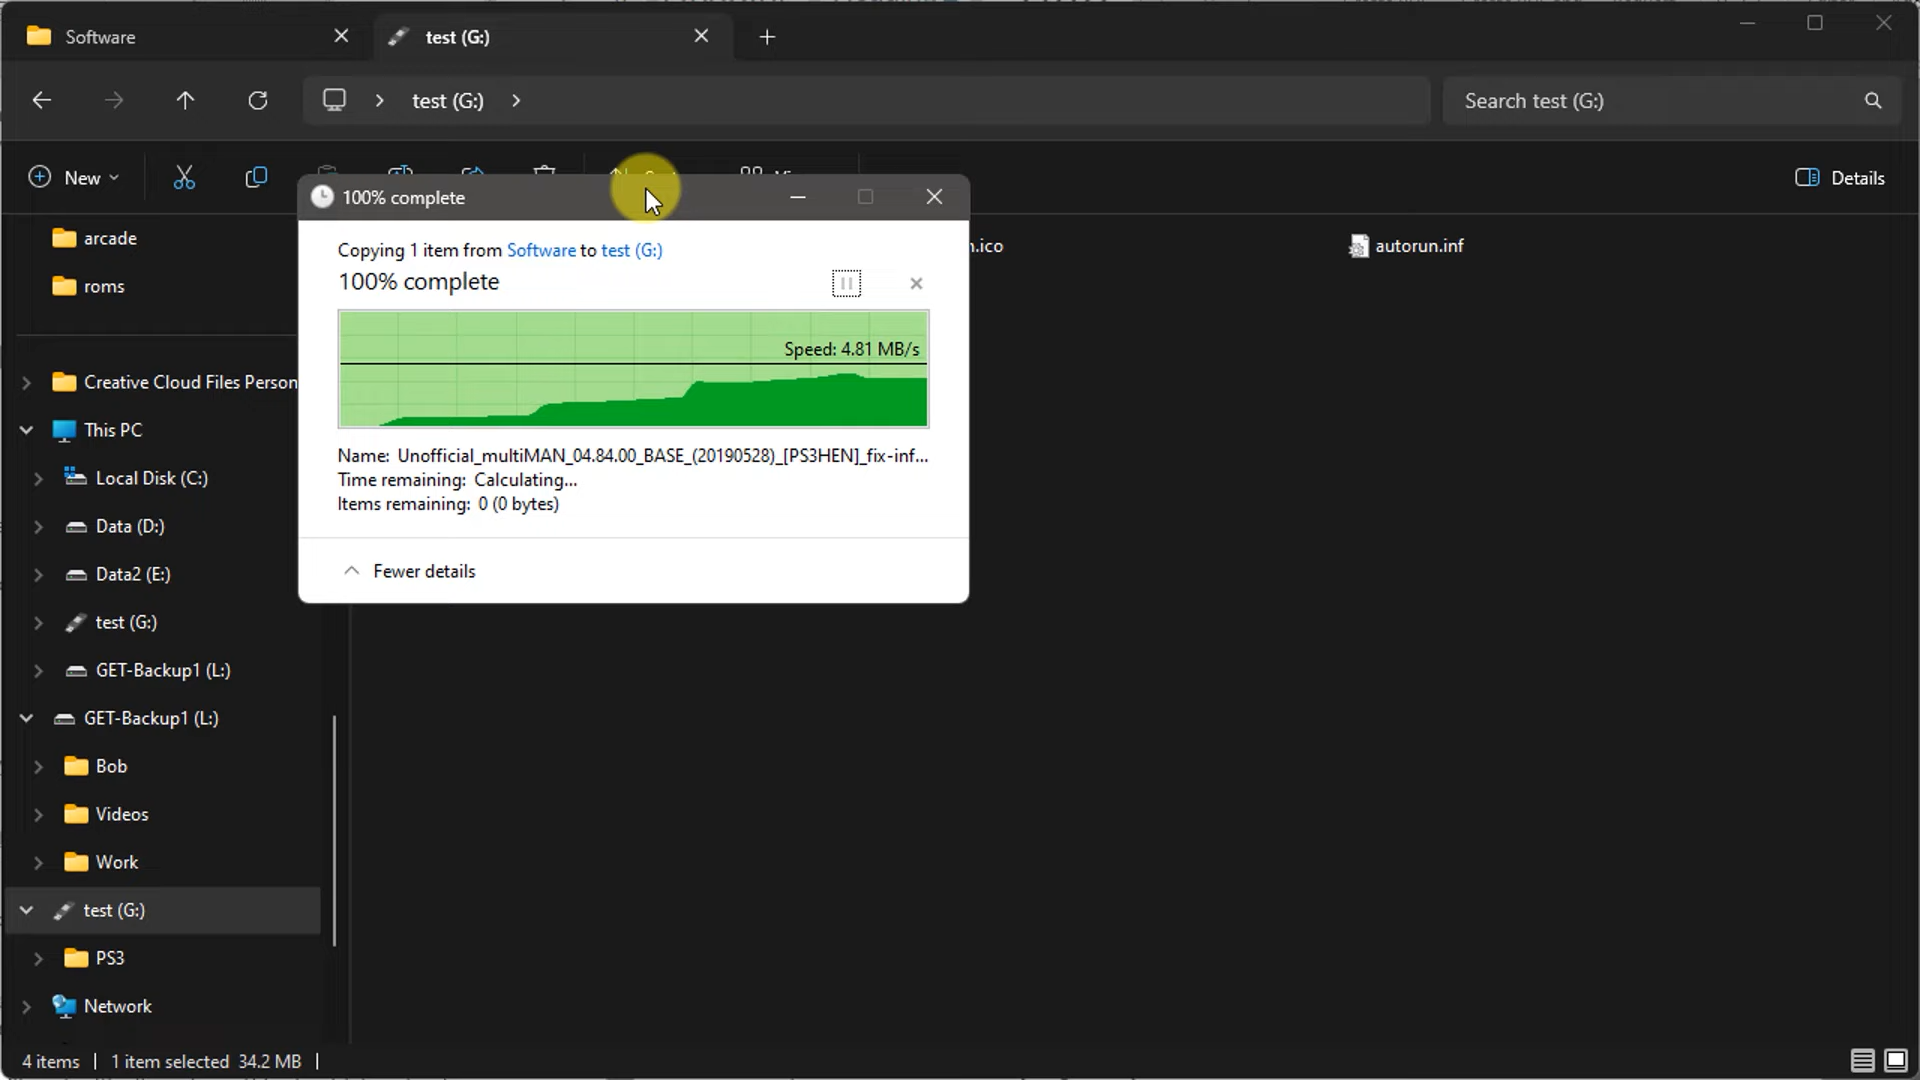 Software
test (G:)
test (G:)
Search test (G:)
New
Details
100% complete
Copying 1 item from Software to test (G:)
100% complete
Speed: 4.81 MB/s
Name: Unofficial_multiMAN_04.84.00_BASE_(20190528)_[PS3HEN]_fix-inf...
Time remaining: Calculating...
Items remaining: 0 (0 bytes)
Fewer details
.ico
autorun.inf
arcade
roms
Creative Cloud Files Person
This PC
Local Disk (C:)
Data (D:)
Data2 (E:)
test (G:)
GET-Backup1 (L:)
GET-Backup1 (L:)
Bob
Videos
Work
test (G:)
PS3
Network
4 items
1 item selected 34.2 MB